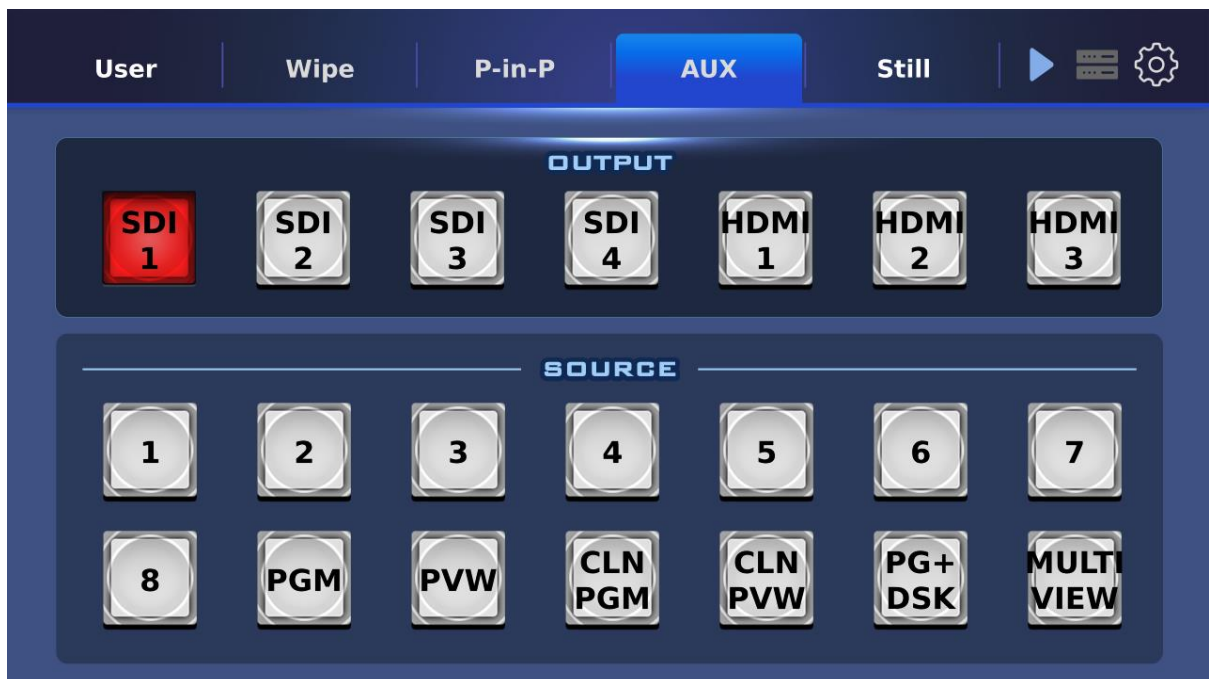 User Wipe P-in-P AUX Still
OUTPUT
SDI 1
SDI 2
SDI 3
SDI 4
HDMI 1
HDMI 2
HDMI 3
SOURCE
1 2 3 4 5 6 7
8
PGM
PVW
CLN PGM
CLN PVW
PG+ DSK
MULTI VIEW